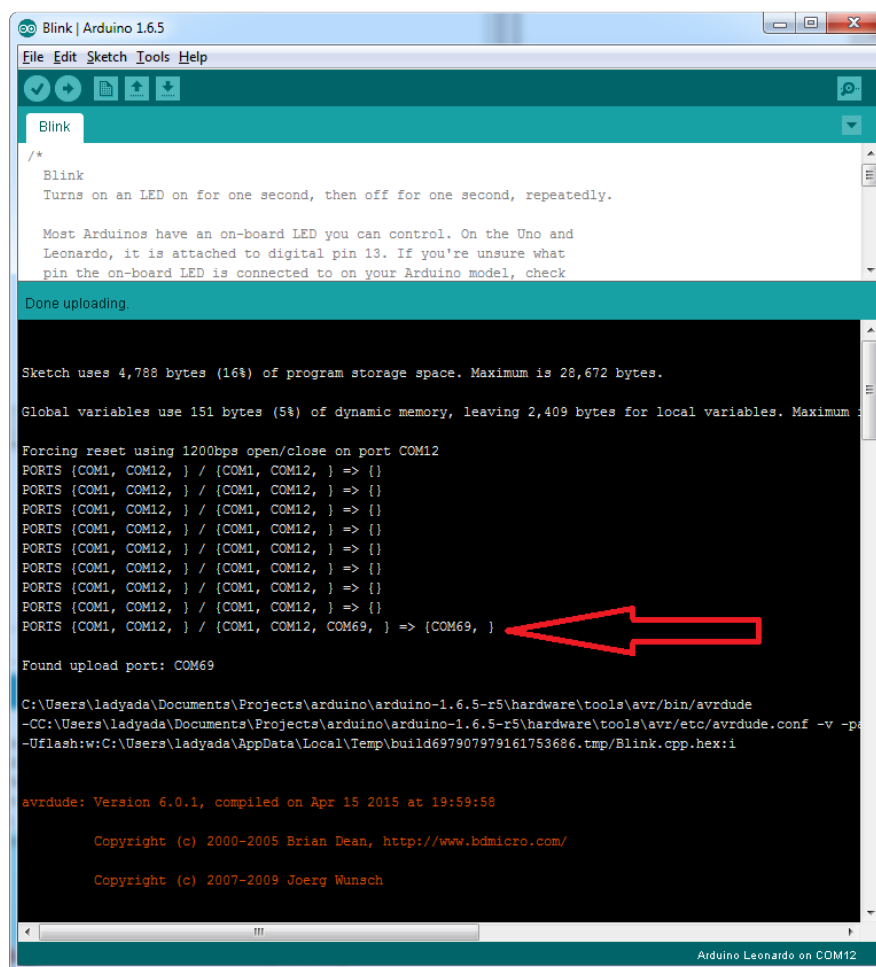 Blink | Arduino 1.6.5
File Edit Sketch Tools Help
Blink
/*
Blink
Turns on an LED on for one second, then off for one second, repeatedly.
Most Arduinos have an on-board LED you can control. On the Uno and
Leonardo, it is attached to digital pin 13. If you're unsure what
pin the on-board LED is connected to on your Arduino model, check
Done uploading.
Sketch uses 4,788 bytes (16%) of program storage space. Maximum is 28,672 bytes.
Global variables use 151 bytes (5%) of dynamic memory, leaving 2,409 bytes for local variables. Maximum
Forcing reset using 1200bps open/close on port COM12
PORTS {COM1, COM12, } / {COM1, COM12, } => {}
PORTS {COM1, COM12, } / {COM1, COM12, } => {}
PORTS {COM1, COM12, } / {COM1, COM12, } => {}
PORTS {COM1, COM12, } / {COM1, COM12, } => {}
PORTS {COM1, COM12, } / {COM1, COM12, } => {}
PORTS {COM1, COM12, } / {COM1, COM12, } => {}
PORTS {COM1, COM12, } / {COM1, COM12, } => {}
PORTS {COM1, COM12, } / {COM1, COM12, } => {}
PORTS {COM1, COM12, } / {COM1, COM12, COM69, } => {COM69, }
Found upload port: COM69
C:\Users\ladyada\Documents\Projects\arduino\arduino-1.6.5-r5\hardware\tools\avr/bin/avrdude
-CC:\Users\ladyada\Documents\Projects\arduino\arduino-1.6.5-r5\hardware\tools\avr/etc/avrdude.conf -v -pa
-Uflash:w:C:\Users\ladyada\AppData\Local\Temp\build697907979161753686.tmp/Blink.cpp.hex:i
avrdude: Version 6.0.1, compiled on Apr 15 2015 at 19:59:58
Copyright (c) 2000-2005 Brian Dean, http://www.bdmicro.com/
Copyright (c) 2007-2009 Joerg Wunsch
Arduino Leonardo on COM12